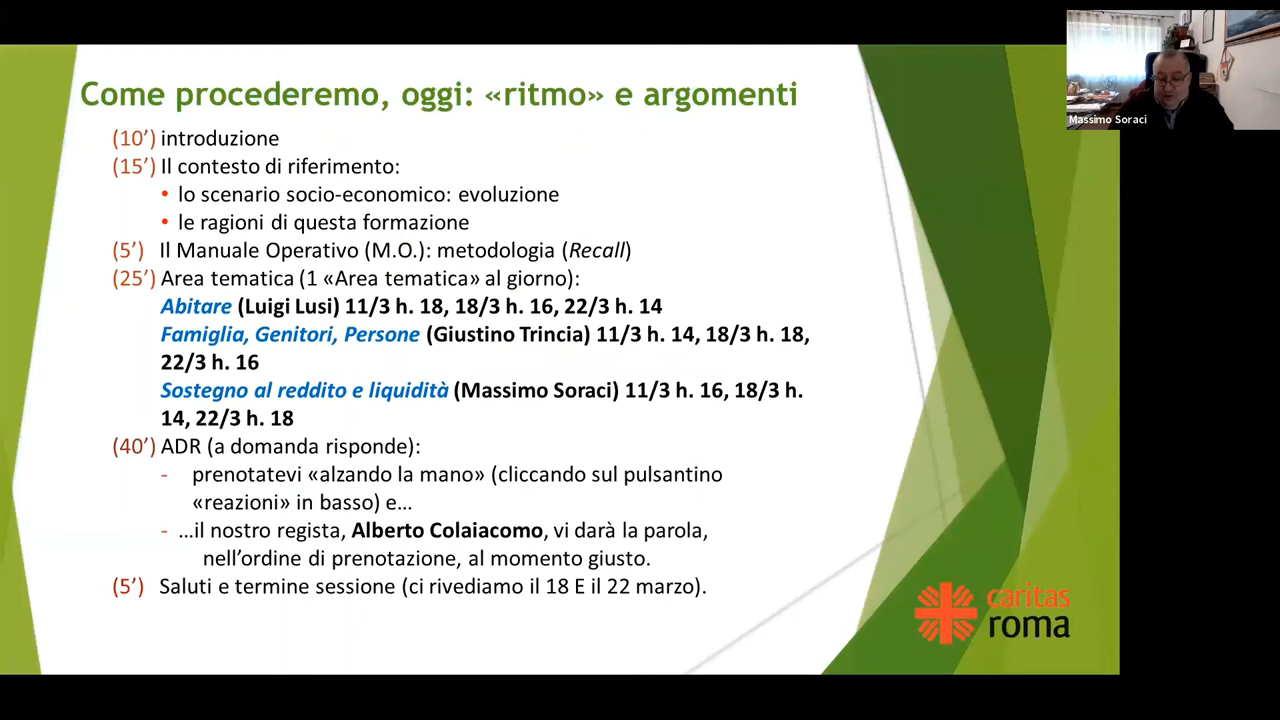 Come procederemo, oggi: «ritmo» e argomenti
(10’) introduzione
(15’) Il contesto di riferimento:
• lo scenario socio-economico: evoluzione
• le ragioni di questa formazione
(5’) Il Manuale Operativo (M.O.): metodologia (Recall)
(25’) Area tematica (1 «Area tematica» al giorno):
Abitare (Luigi Lusi) 11/3 h. 18, 18/3 h. 16, 22/3 h. 14
Famiglia, Genitori, Persone (Giustino Trincia) 11/3 h. 14, 18/3 h. 18,
22/3 h. 16
Sostegno al reddito e liquidità (Massimo Soraci) 11/3 h. 16, 18/3 h.
14, 22/3 h. 18
(40’) ADR (a domanda risponde):
- prenotatevi «alzando la mano» (cliccando sul pulsantino
«reazioni» in basso) e…
- …il nostro regista, Alberto Colaiacomo, vi darà la parola,
nell’ordine di prenotazione, al momento giusto.
(5’) Saluti e termine sessione (ci rivediamo il 18 E il 22 marzo).
caritas
roma
Massimo Soraci